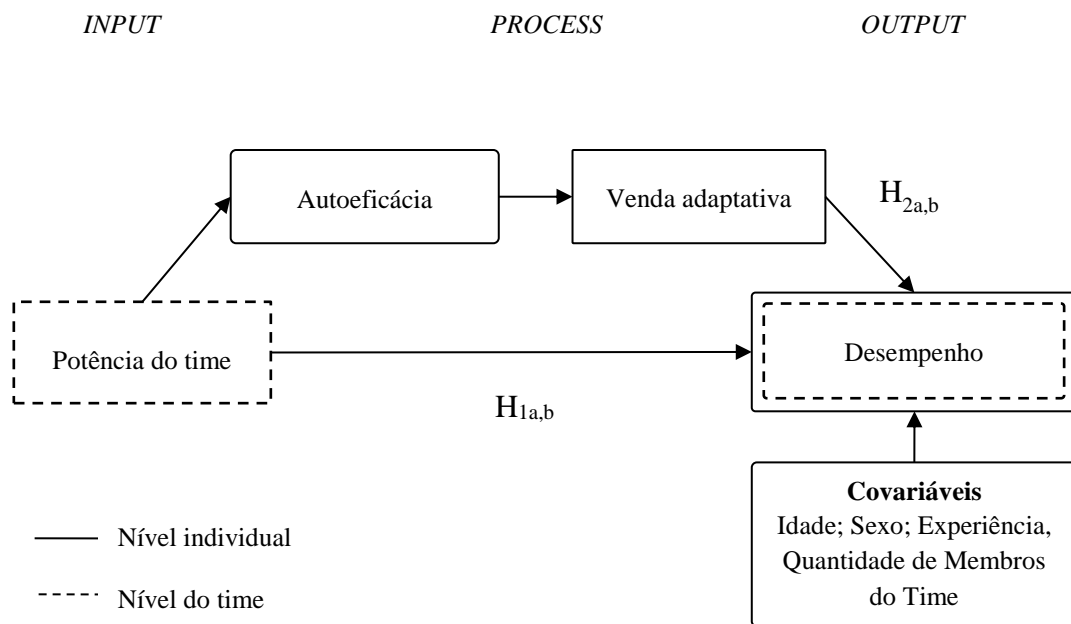 INPUT PROCESS OUTPUT
Autoeficácia
Venda adaptativa
H2a,b
Potência do time
Desempenho
H1a,b
Covariáveis
Idade; Sexo; Experiência,
Quantidade de Membros
do Time
Nível individual
Nível do time